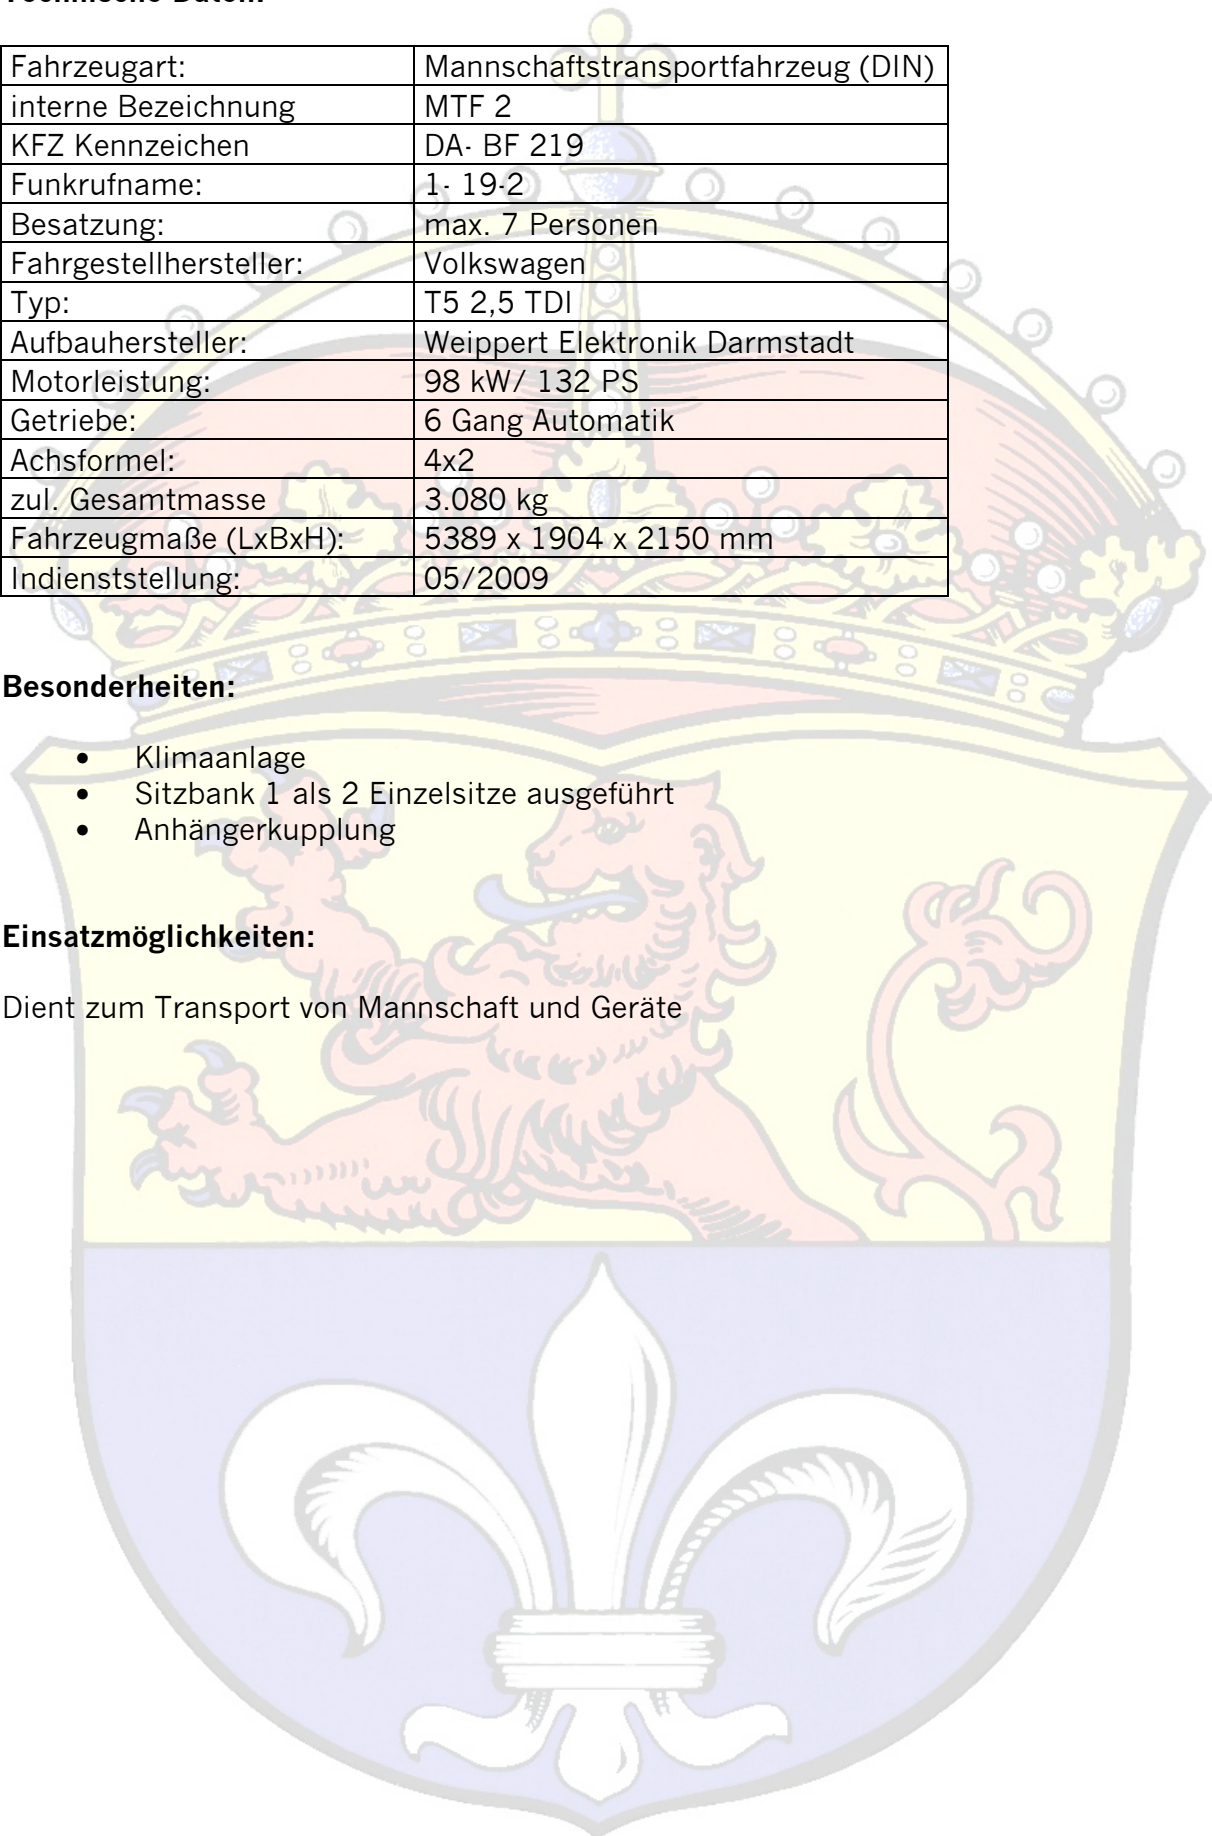 Technische Daten:
Fahrzeugart: Mannschaftstransportfahrzeug (DIN)
interne Bezeichnung MTF 2
KFZ Kennzeichen DA- BF 219
Funkrufname: 1- 19-2
Besatzung: max. 7 Personen
Fahrgestellhersteller: Volkswagen
Typ: T5 2,5 TDI
Aufbauhersteller: Weippert Elektronik Darmstadt
Motorleistung: 98 kW/ 132 PS
Getriebe: 6 Gang Automatik
Achsformel: 4x2
zul. Gesamtmasse 3.080 kg
Fahrzeugmaße (LxBxH): 5389 x 1904 x 2150 mm
Indienststellung: 05/2009
Besonderheiten:
• Klimaanlage
• Sitzbank 1 als 2 Einzelsitze ausgeführt
• Anhängerkupplung
Einsatzmöglichkeiten:
Dient zum Transport von Mannschaft und Geräte